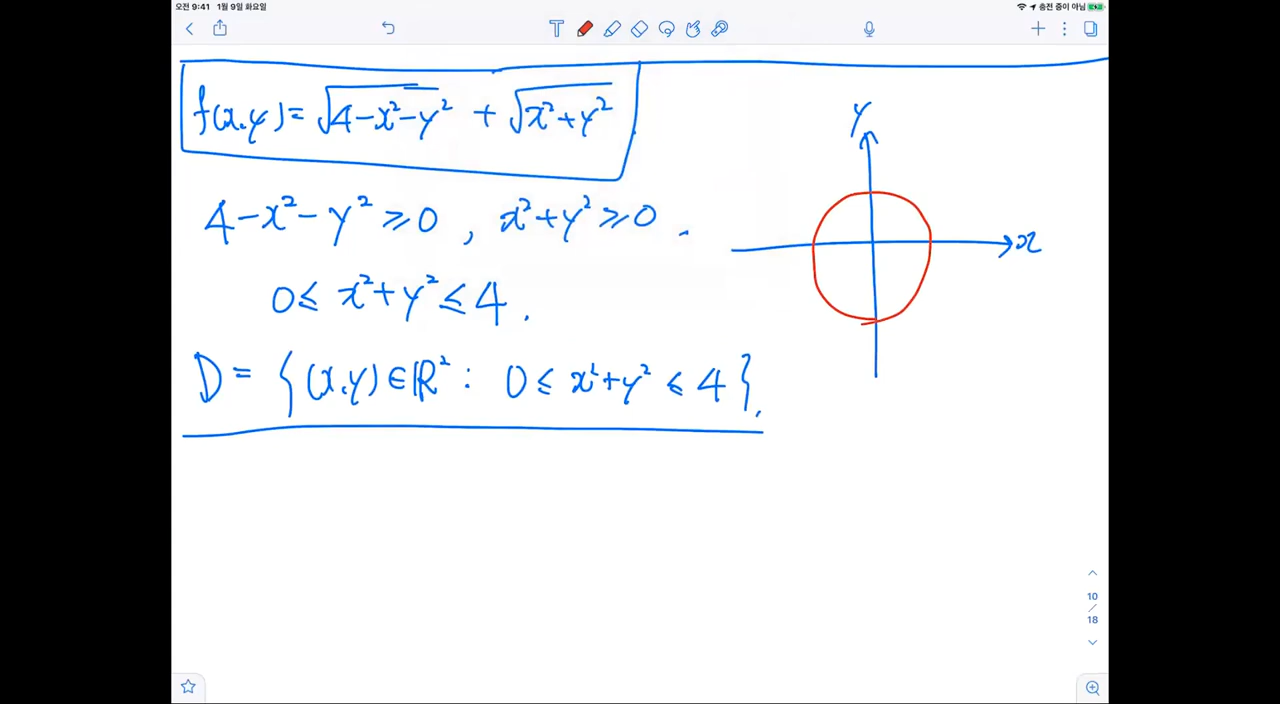 오전 9:41 1월 9일 화요일
충전 중이 아님
T
f(x,y)=√(4-x²-y²) + √(x²+y²)
4-x²-y² ≥0, x²+y² ≥0.
0≤ x²+y² ≤4.
D= {(x,y)∈ℝ²: 0≤ x²+y² ≤4}.
y
x
10
/
18